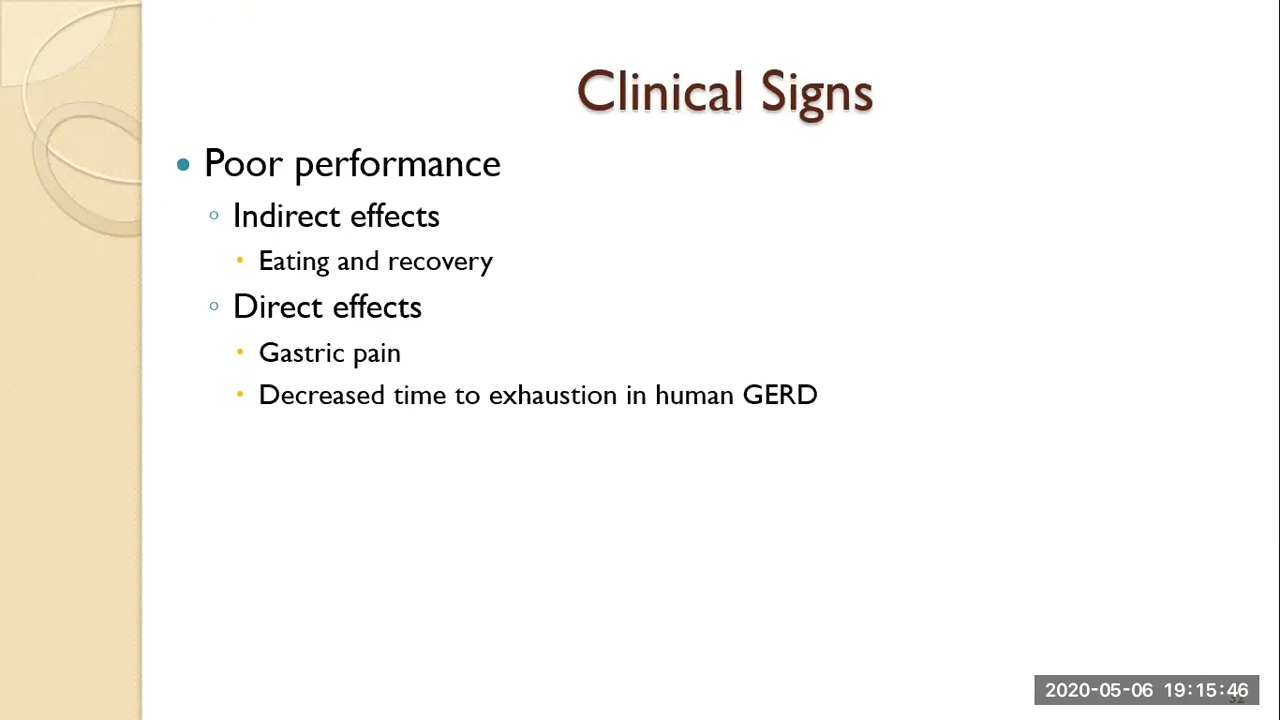 Clinical Signs
• Poor performance
◦ Indirect effects
• Eating and recovery
◦ Direct effects
• Gastric pain
• Decreased time to exhaustion in human GERD
2020-05-06 19:15:46